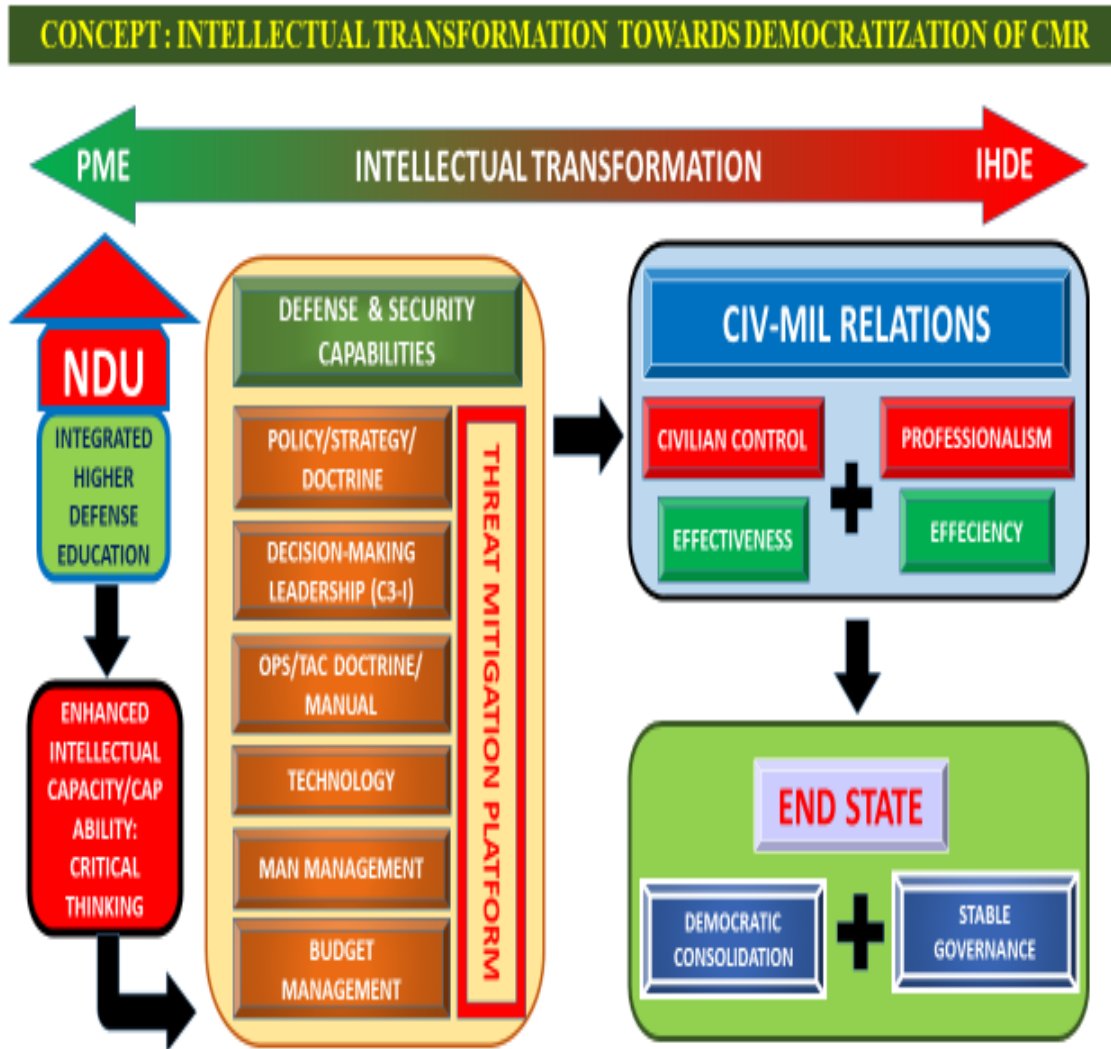 CONCEPT : INTELLECTUAL TRANSFORMATION TOWARDS DEMOCRATIZATION OF CMR
PME
INTELLECTUAL TRANSFORMATION
IHDE
NDU
INTEGRATED
HIGHER
DEFENSE
EDUCATION
ENHANCED
INTELLECTUAL
CAPACITY/CAP
ABILITY:
CRITICAL
THINKING
DEFENSE & SECURITY
CAPABILITIES
POLICY/STRATEGY/
DOCTRINE
DECISION-MAKING
LEADERSHIP (C3-I)
OPS/TAC DOCTRINE/
MANUAL
TECHNOLOGY
MAN MANAGEMENT
BUDGET
MANAGEMENT
THREAT MITIGATION PLATFORM
CIV-MIL RELATIONS
CIVILIAN CONTROL
PROFESSIONALISM
EFFECTIVENESS
EFFECIENCY
END STATE
DEMOCRATIC
CONSOLIDATION
STABLE
GOVERNANCE